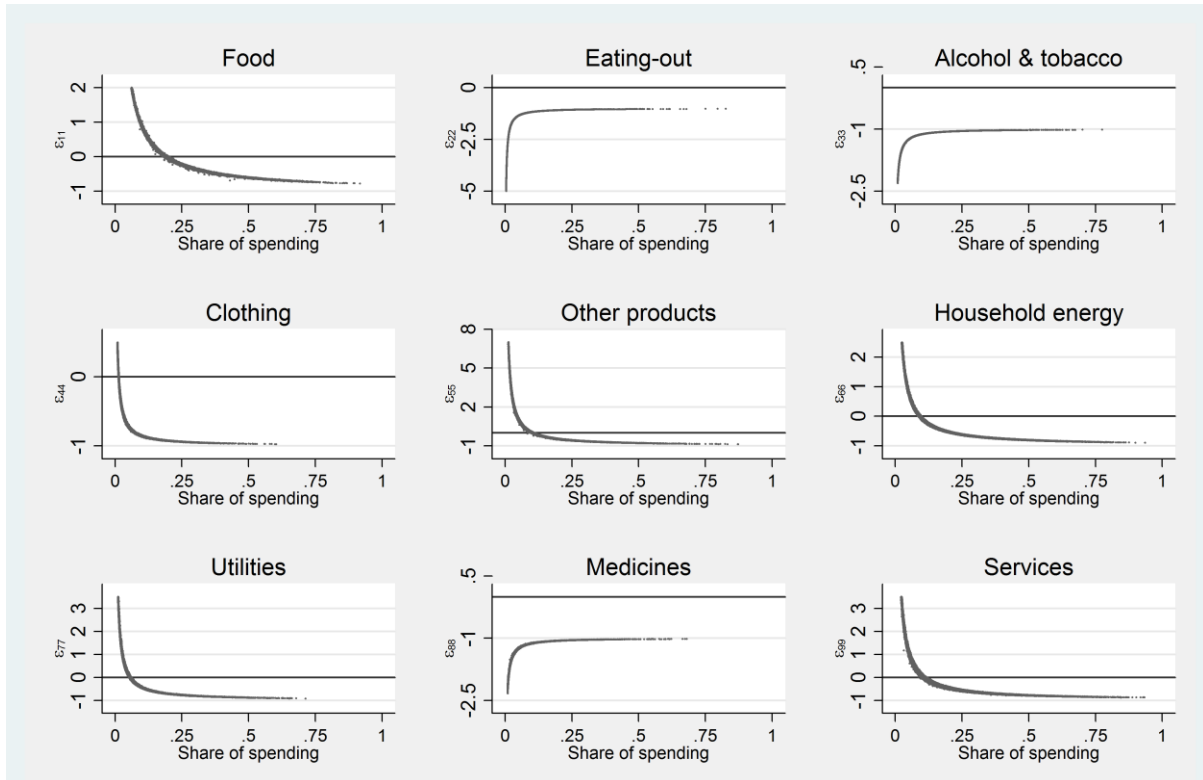 Food
2
1
0
-1
ε11
0 .25 .5 .75 1
Share of spending
Eating-out
0
-2.5
-5
ε22
0 .25 .5 .75 1
Share of spending
Alcohol & tobacco
.5
-1
-2.5
ε33
0 .25 .5 .75 1
Share of spending
Clothing
0
-1
ε44
0 .25 .5 .75 1
Share of spending
Other products
8
5
2
-1
ε55
0 .25 .5 .75 1
Share of spending
Household energy
2
1
0
-1
ε66
0 .25 .5 .75 1
Share of spending
Utilities
3
2
1
0
-1
ε77
0 .25 .5 .75 1
Share of spending
Medicines
.5
-1
-2.5
ε88
0 .25 .5 .75 1
Share of spending
Services
3
2
1
0
-1
ε99
0 .25 .5 .75 1
Share of spending